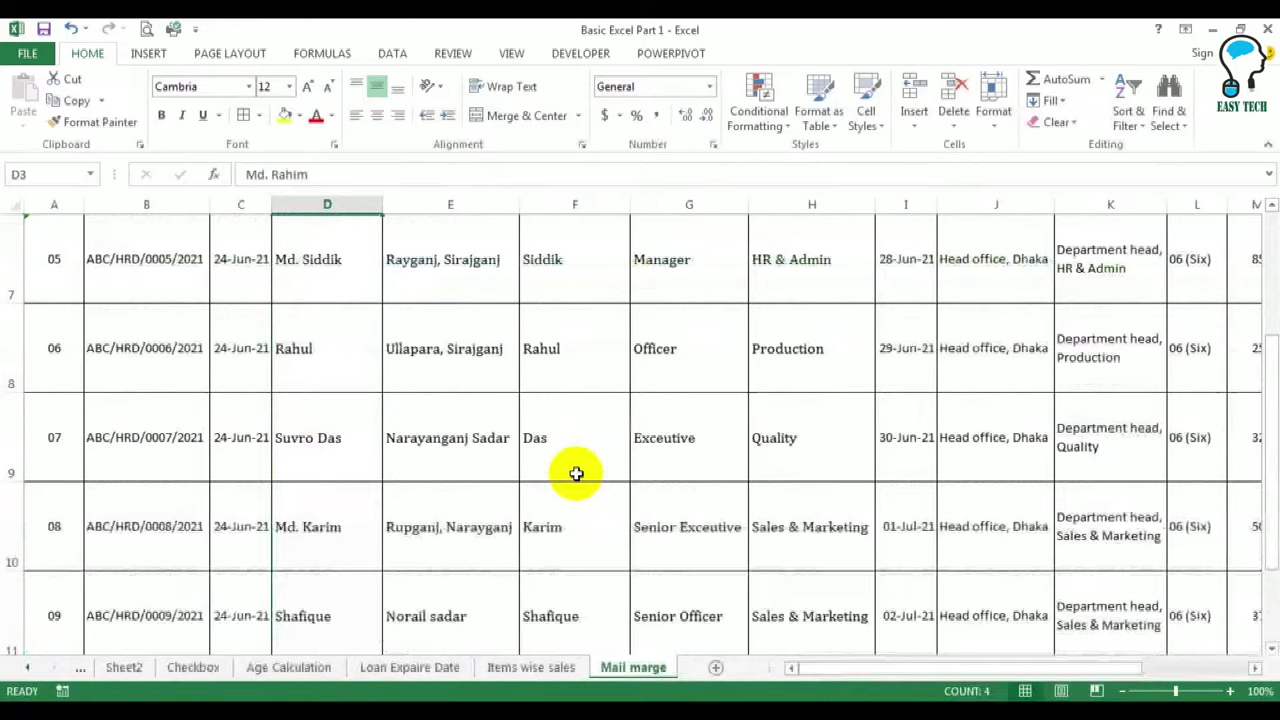 Basic Excel Part 1 - Excel
?
FILE HOME INSERT PAGE LAYOUT FORMULAS DATA REVIEW VIEW DEVELOPER POWERPIVOT Sign
EASY TECH
Paste
Cut
Copy
Format Painter
Clipboard
Cambria 12
B I U A
Font
Wrap Text
Merge & Center
Alignment
General
$ % ,
Number
Conditional Formatting
Format as Table
Cell Styles
Styles
Insert Delete Format
Cells
AutoSum
Fill
Clear
Sort & Filter
Find & Select
Editing
D3 fx Md. Rahim
A B C D E F G H I J K L M
7 05 ABC/HRD/0005/2021 24-Jun-21 Md. Siddik Rayganj, Sirajganj Siddik Manager HR & Admin 28-Jun-21 Head office, Dhaka Department head, HR & Admin 06 (Six)
8 06 ABC/HRD/0006/2021 24-Jun-21 Rahul Ullapara, Sirajganj Rahul Officer Production 29-Jun-21 Head office, Dhaka Department head, Production 06 (Six)
9 07 ABC/HRD/0007/2021 24-Jun-21 Suvro Das Narayanganj Sadar Das Exceutive Quality 30-Jun-21 Head office, Dhaka Department head, Quality 06 (Six)
10 08 ABC/HRD/0008/2021 24-Jun-21 Md. Karim Rupganj, Narayganj Karim Senior Exceutive Sales & Marketing 01-Jul-21 Head office, Dhaka Department head, Sales & Marketing 06 (Six)
11 09 ABC/HRD/0009/2021 24-Jun-21 Shafique Norail sadar Shafique Senior Officer Sales & Marketing 02-Jul-21 Head office, Dhaka Department head, Sales & Marketing 06 (Six)
... Sheet2 Checkbox Age Calculation Loan Expaire Date Items wise sales Mail marge
READY COUNT: 4 100%